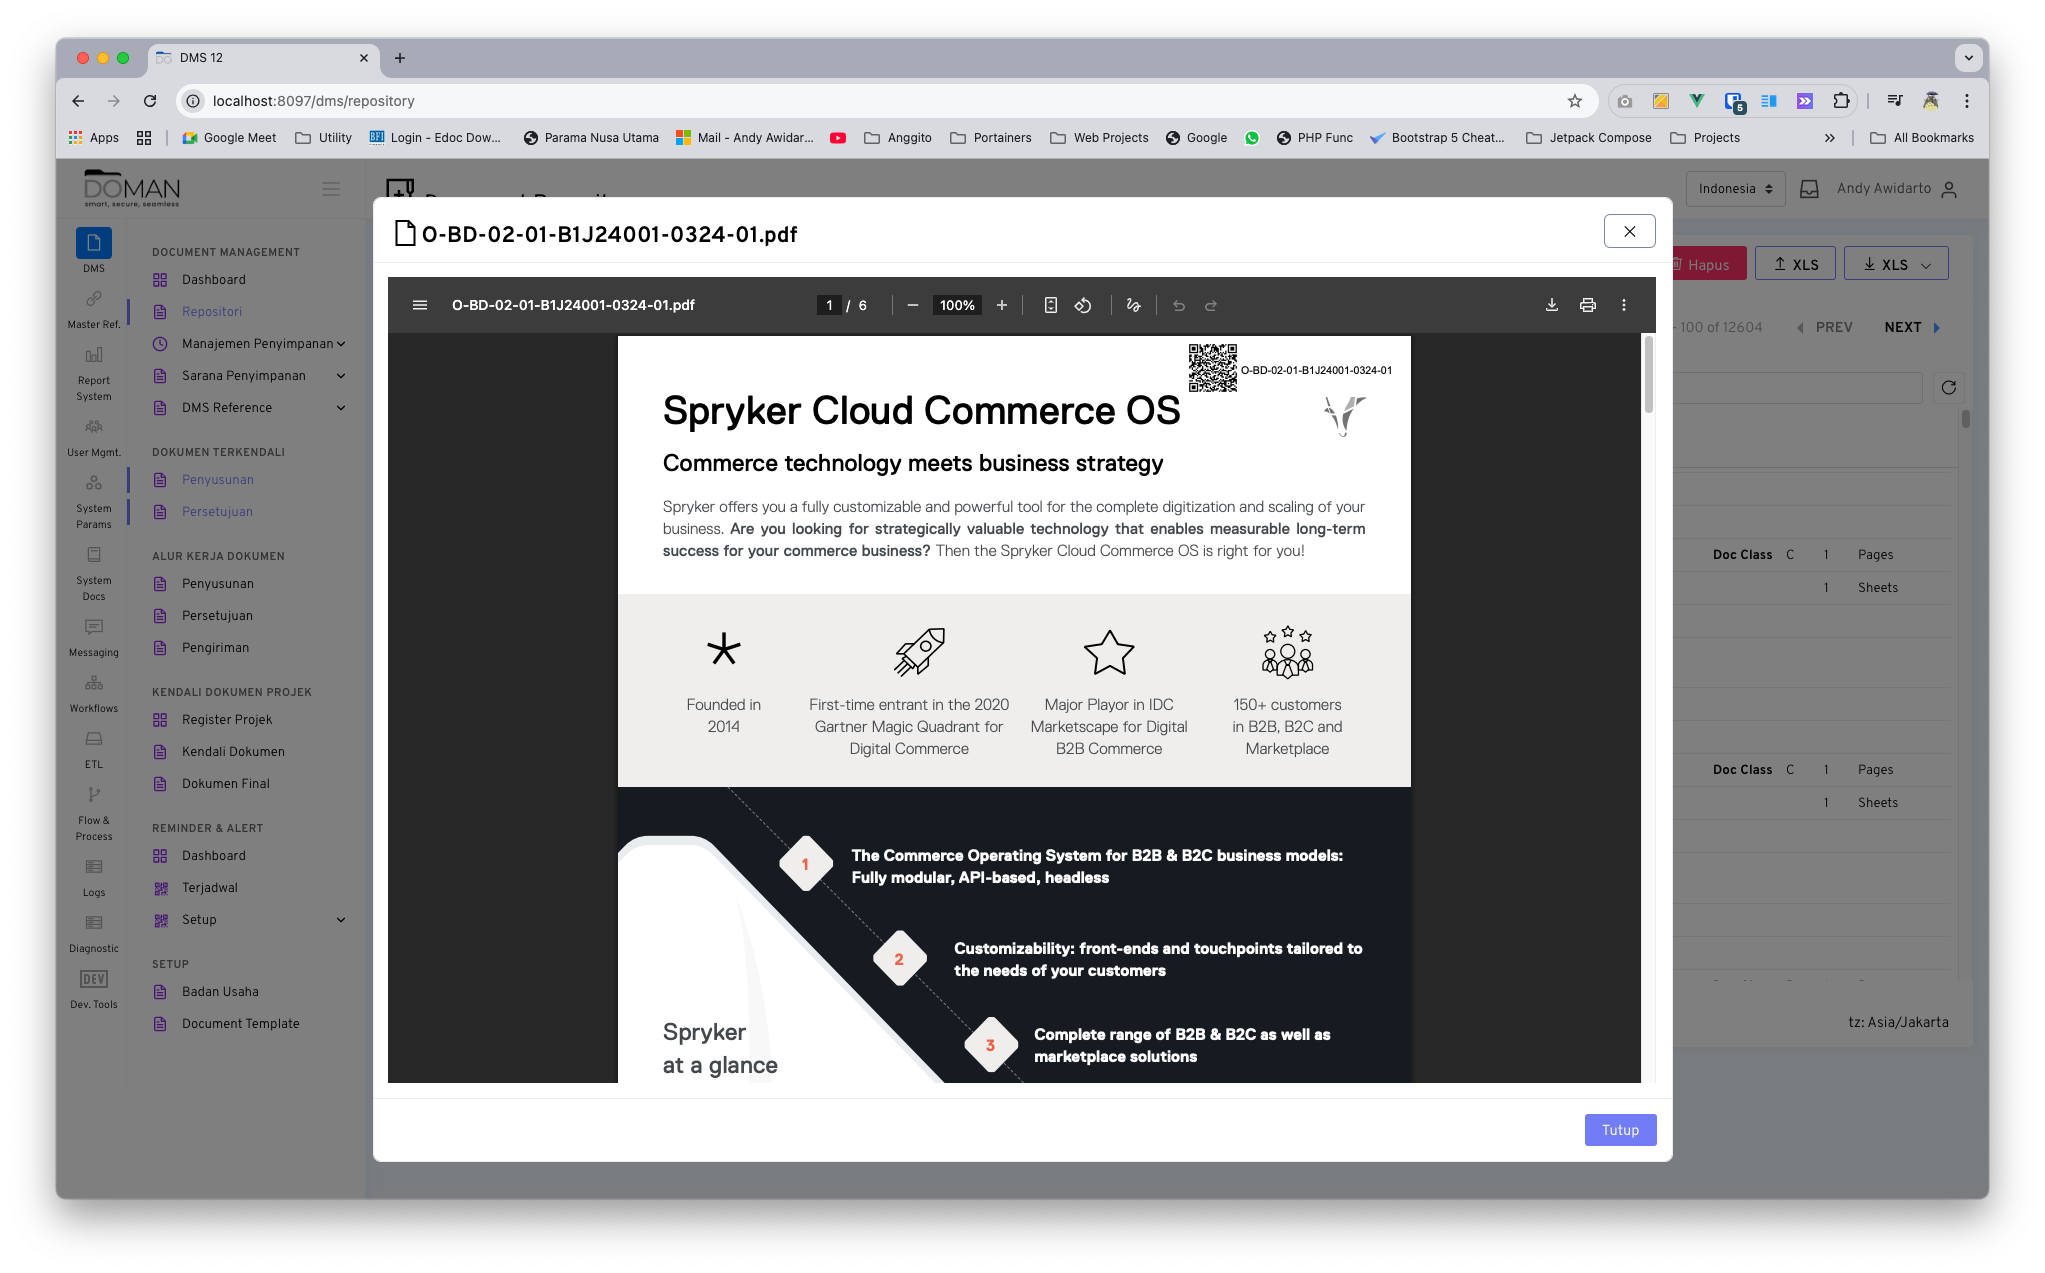 DMS 12
localhost:8097/dms/repository
5
Apps
Google Meet
Utility
Login - Edoc Dow...
Parama Nusa Utama
Mail - Andy Awidar...
Anggito
Portainers
Web Projects
Google
PHP Func
Bootstrap 5 Cheat...
Jetpack Compose
Projects
All Bookmarks
DOMAN
smart, secure, seamless
Indonesia
Andy Awidarto
DMS
Master Ref.
Report
System
User Mgmt.
System
Params
System
Docs
Messaging
Workflows
ETL
Flow &
Process
Logs
Diagnostic
DEV
Dev. Tools
DOCUMENT MANAGEMENT
Dashboard
Repositori
Manajemen Penyimpanan
Sarana Penyimpanan
DMS Reference
DOKUMEN TERKENDALI
Penyusunan
Persetujuan
ALUR KERJA DOKUMEN
Penyusunan
Persetujuan
Pengiriman
KENDALI DOKUMEN PROJEK
Register Projek
Kendali Dokumen
Dokumen Final
REMINDER & ALERT
Dashboard
Terjadwal
Setup
SETUP
Badan Usaha
Document Template
O-BD-02-01-B1J24001-0324-01.pdf
O-BD-02-01-B1J24001-0324-01.pdf
1 / 6
100%
O-BD-02-01-B1J24001-0324-01
Spryker Cloud Commerce OS
Commerce technology meets business strategy
Spryker offers you a fully customizable and powerful tool for the complete digitization and scaling of your
business. Are you looking for strategically valuable technology that enables measurable long-term
success for your commerce business? Then the Spryker Cloud Commerce OS is right for you!
Founded in
2014
First-time entrant in the 2020
Gartner Magic Quadrant for
Digital Commerce
Major Playor in IDC
Marketscape for Digital
B2B Commerce
150+ customers
in B2B, B2C and
Marketplace
1
The Commerce Operating System for B2B & B2C business models:
Fully modular, API-based, headless
2
Customizability: front-ends and touchpoints tailored to
the needs of your customers
3
Complete range of B2B & B2C as well as
marketplace solutions
Spryker
at a glance
Tutup
Hapus
XLS
XLS
- 100 of 12604
PREV
NEXT
Doc Class C 1 Pages
1 Sheets
Doc Class C 1 Pages
1 Sheets
tz: Asia/Jakarta